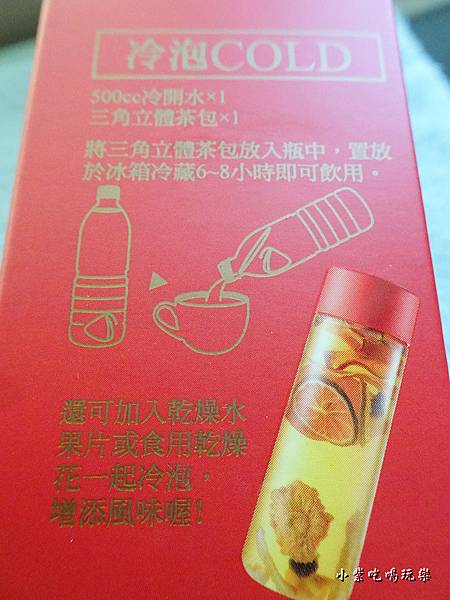 冷泡COLD
500cc冷開水×1
三角立體茶包×1
將三角立體茶包放入瓶中，置放
於冰箱冷藏6~8小時即可飲用。
還可加入乾燥水
果片或食用乾燥
花一起冷泡，
增添風味喔！
小紫吃喝玩樂